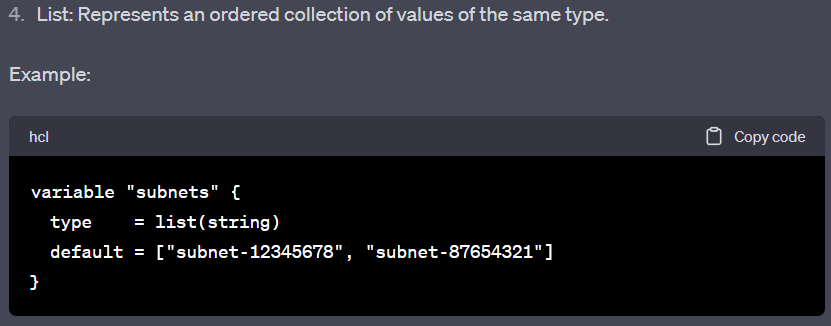 4. List: Represents an ordered collection of values of the same type.
Example:
hcl
Copy code
variable "subnets" {
  type    = list(string)
  default = ["subnet-12345678", "subnet-87654321"]
}